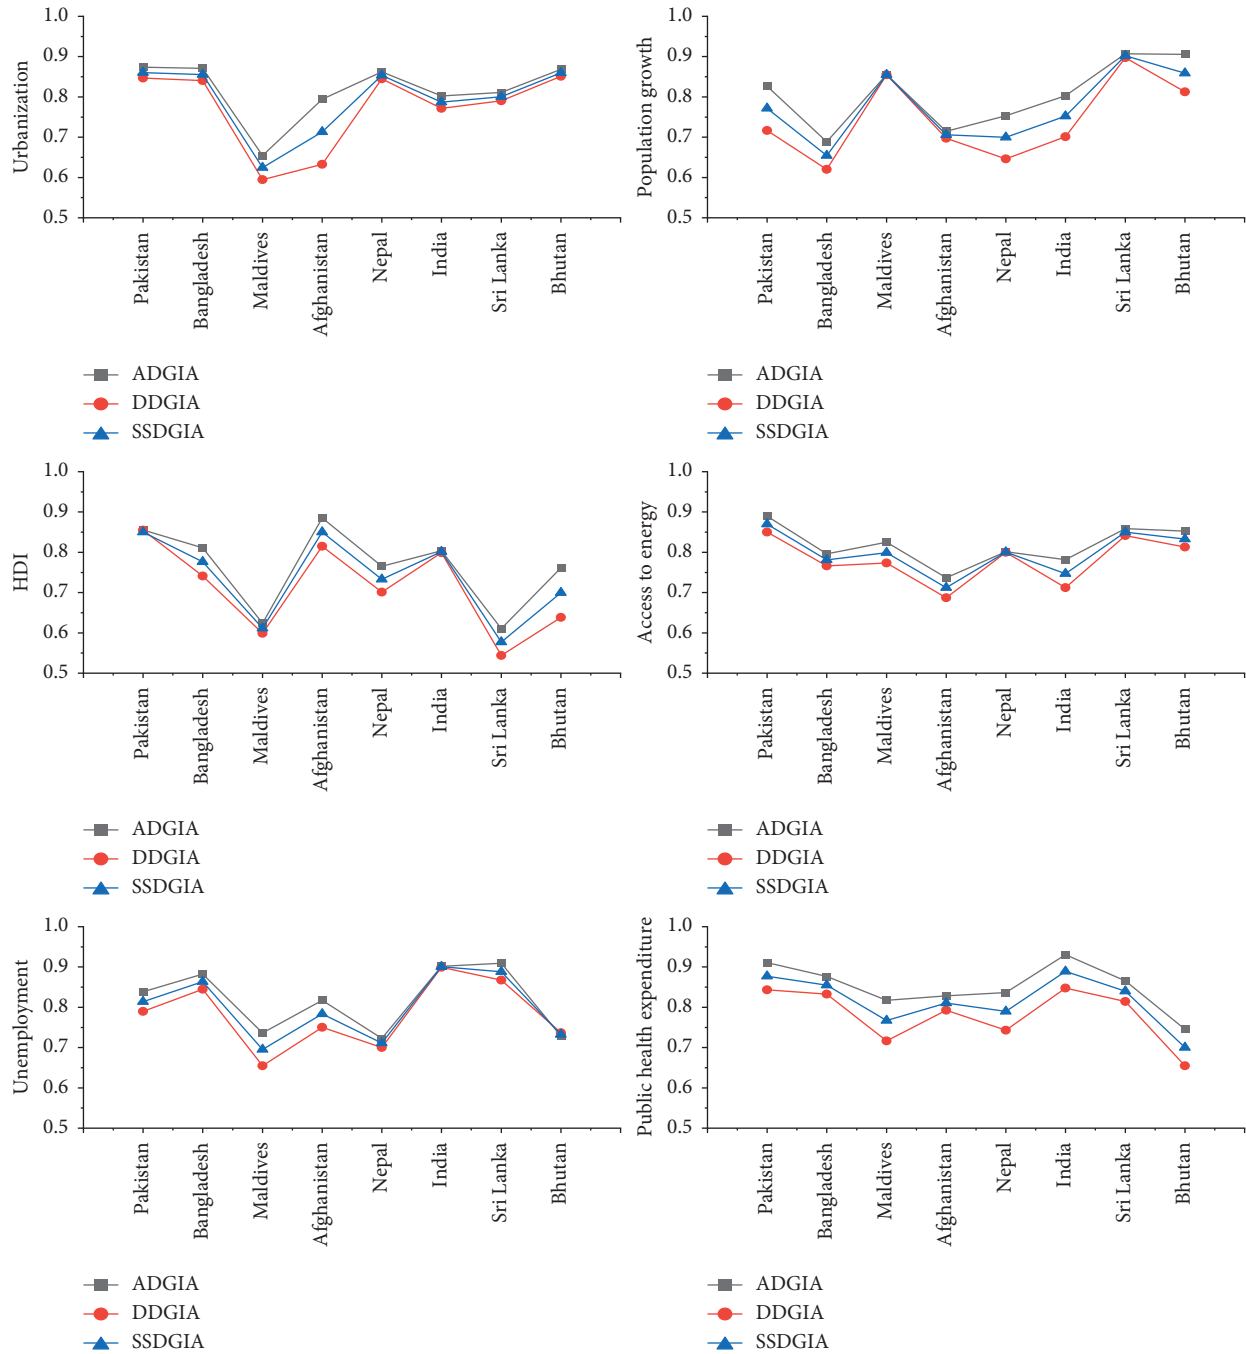 Urbanization
1.0
0.9
0.8
0.7
0.6
0.5
Pakistan
Bangladesh
Maldives
Afghanistan
Nepal
India
Sri Lanka
Bhutan
ADGIA
DDGIA
SSDGIA
Population growth
1.0
0.9
0.8
0.7
0.6
0.5
Pakistan
Bangladesh
Maldives
Afghanistan
Nepal
India
Sri Lanka
Bhutan
ADGIA
DDGIA
SSDGIA
HDI
1.0
0.9
0.8
0.7
0.6
0.5
Pakistan
Bangladesh
Maldives
Afghanistan
Nepal
India
Sri Lanka
Bhutan
ADGIA
DDGIA
SSDGIA
Access to energy
1.0
0.9
0.8
0.7
0.6
0.5
Pakistan
Bangladesh
Maldives
Afghanistan
Nepal
India
Sri Lanka
Bhutan
ADGIA
DDGIA
SSDGIA
Unemployment
1.0
0.9
0.8
0.7
0.6
0.5
Pakistan
Bangladesh
Maldives
Afghanistan
Nepal
India
Sri Lanka
Bhutan
ADGIA
DDGIA
SSDGIA
Public health expenditure
1.0
0.9
0.8
0.7
0.6
0.5
Pakistan
Bangladesh
Maldives
Afghanistan
Nepal
India
Sri Lanka
Bhutan
ADGIA
DDGIA
SSDGIA